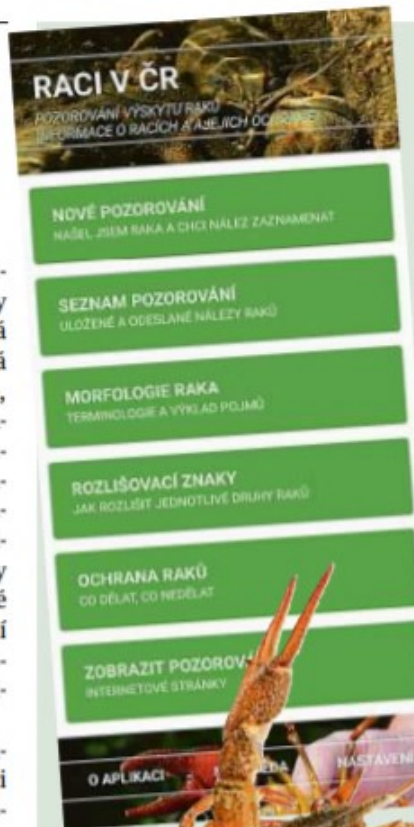 RACI V ČR
POZOROVÁNÍ VÝSKYTU RAKŮ
INFORMACE O RACÍCH A JEJICH
NOVÉ POZOROVÁNÍ
NAŠEL JSEM RAKA A CHCI NÁLEZ ZAZNAMENAT
SEZNAM POZOROVÁNÍ
ULOŽENÉ A ODESLANÉ NÁLEZY RAKŮ
MORFOLOGIE RAKA
TERMINOLOGIE A VÝKLAD POJMŮ
ROZLIŠOVACÍ ZNAKY
JAK ROZLIŠIT JEDNOTLIVÉ DRUHY RAKŮ
OCHRANA RAKŮ
CO DĚLAT, CO NEDĚLAT
ZOBRAZIT
INTERNETOVÉ STRÁNKY
O APLIKACI NASTAVENÍ